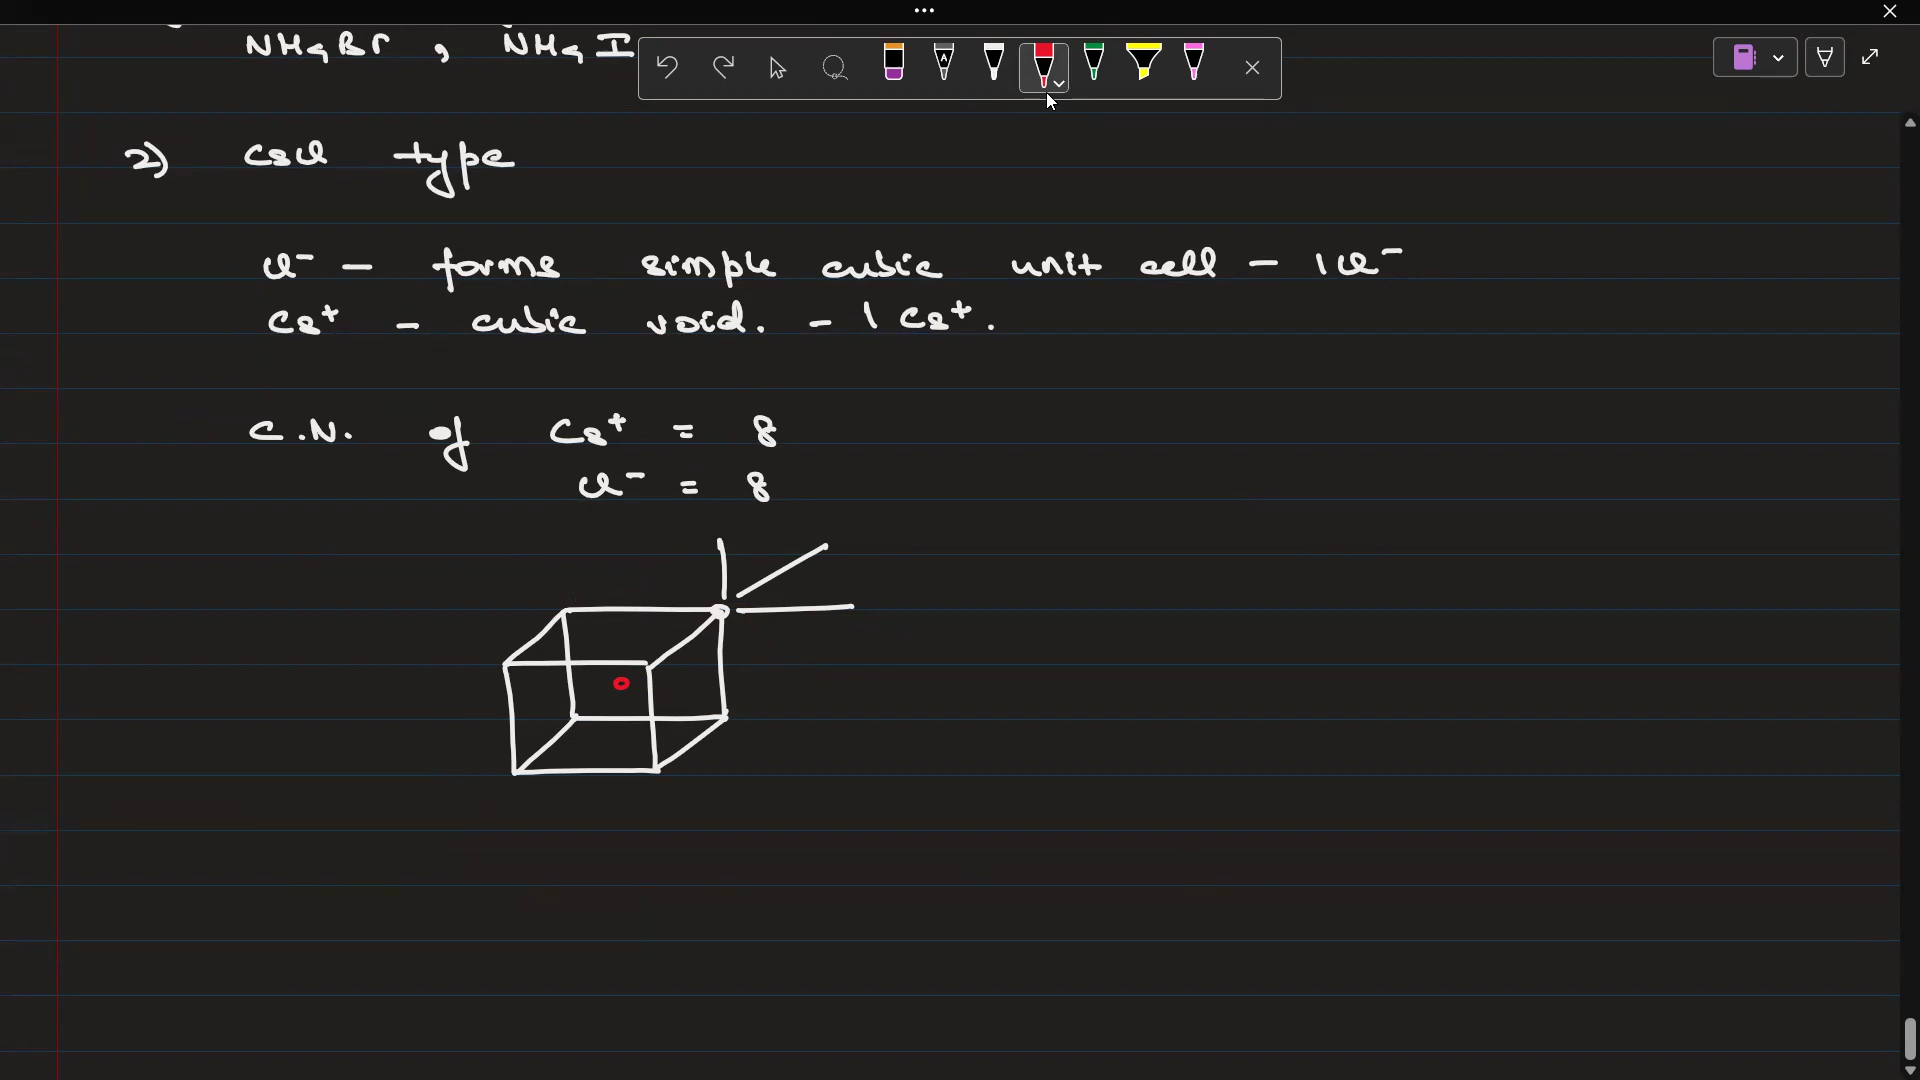 NH4Br , NH4I
2) CsCl type
Cl⁻ – forms simple cubic unit cell – 1Cl⁻
Cs⁺ – cubic void. – 1 Cs⁺.
C.N. of Cs⁺ = 8
Cl⁻ = 8